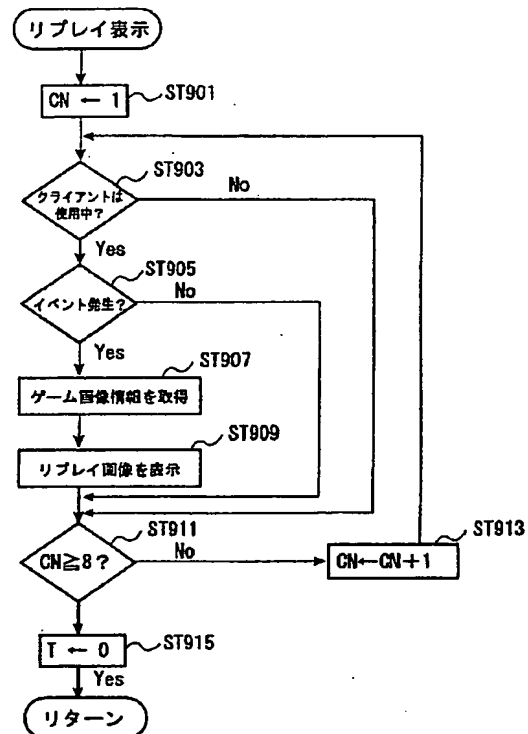 リプレイ表示
CN ← 1
ST901
ST903
クライアントは
使用中?
No
Yes
ST905
イベント発生?
No
Yes
ST907
ゲーム画像情報を取得
ST909
リプレイ画像を表示
ST911
CN≧8?
No
ST913
CN←CN+1
T ← 0
ST915
Yes
リターン